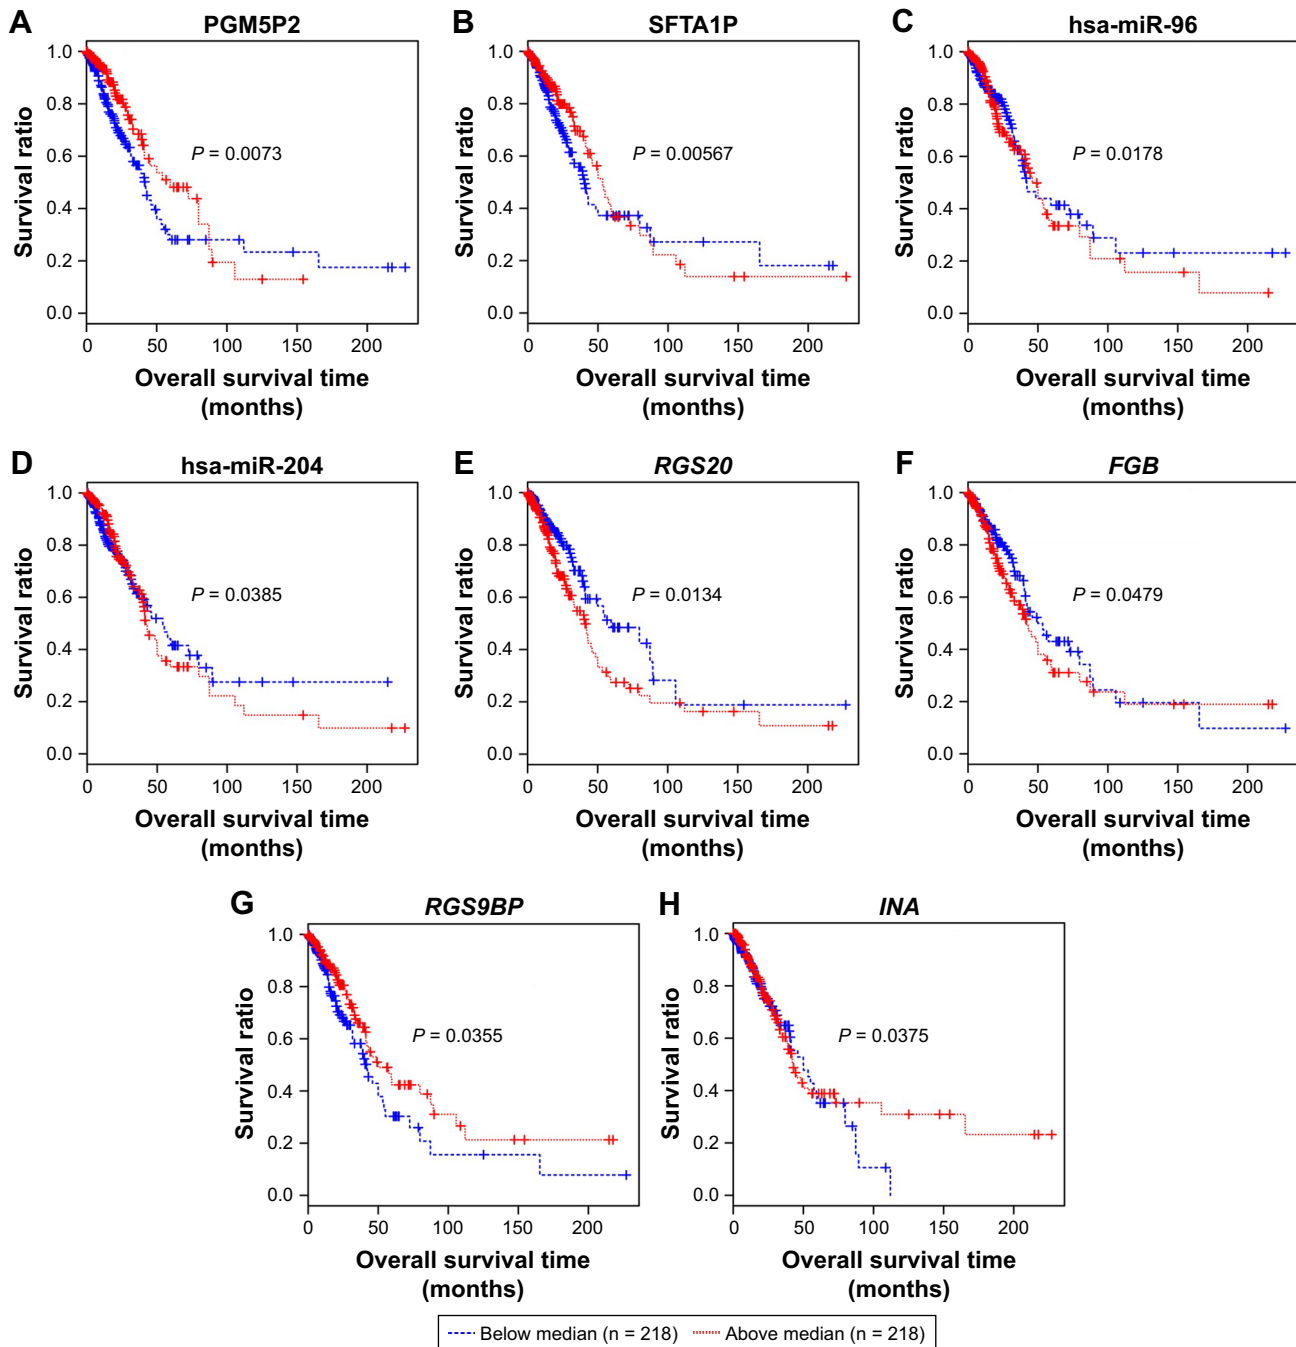 A PGM5P2
B SFTA1P
C hsa-miR-96
1.0
0.8
0.6
0.4
0.2
0.0
Survival ratio
P = 0.0073
0 50 100 150 200
Overall survival time
(months)
1.0
0.8
0.6
0.4
0.2
0.0
Survival ratio
P = 0.00567
0 50 100 150 200
Overall survival time
(months)
1.0
0.8
0.6
0.4
0.2
0.0
Survival ratio
P = 0.0178
0 50 100 150 200
Overall survival time
(months)
D hsa-miR-204
E RGS20
F FGB
1.0
0.8
0.6
0.4
0.2
0.0
Survival ratio
P = 0.0385
0 50 100 150 200
Overall survival time
(months)
1.0
0.8
0.6
0.4
0.2
0.0
Survival ratio
P = 0.0134
0 50 100 150 200
Overall survival time
(months)
1.0
0.8
0.6
0.4
0.2
0.0
Survival ratio
P = 0.0479
0 50 100 150 200
Overall survival time
(months)
G RGS9BP
H INA
1.0
0.8
0.6
0.4
0.2
0.0
Survival ratio
P = 0.0355
0 50 100 150 200
Overall survival time
(months)
1.0
0.8
0.6
0.4
0.2
0.0
Survival ratio
P = 0.0375
0 50 100 150 200
Overall survival time
(months)
Below median (n = 218) Above median (n = 218)